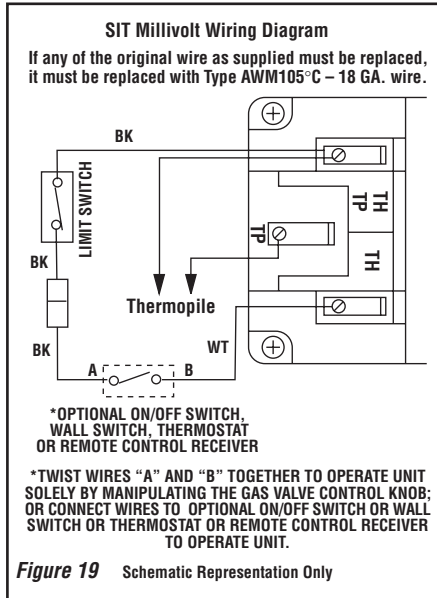 SIT Millivolt Wiring Diagram
If any of the original wire as supplied must be replaced,
it must be replaced with Type AWM105°C – 18 GA. wire.
BK
LIMIT SWITCH
BK
BK
A
B
WT
Thermopile
TH
TP
TP
TH
*OPTIONAL ON/OFF SWITCH,
WALL SWITCH, THERMOSTAT
OR REMOTE CONTROL RECEIVER
*TWIST WIRES “A” AND “B” TOGETHER TO OPERATE UNIT
SOLELY BY MANIPULATING THE GAS VALVE CONTROL KNOB;
OR CONNECT WIRES TO OPTIONAL ON/OFF SWITCH OR WALL
SWITCH OR THERMOSTAT OR REMOTE CONTROL RECEIVER
TO OPERATE UNIT.
Figure 19 Schematic Representation Only